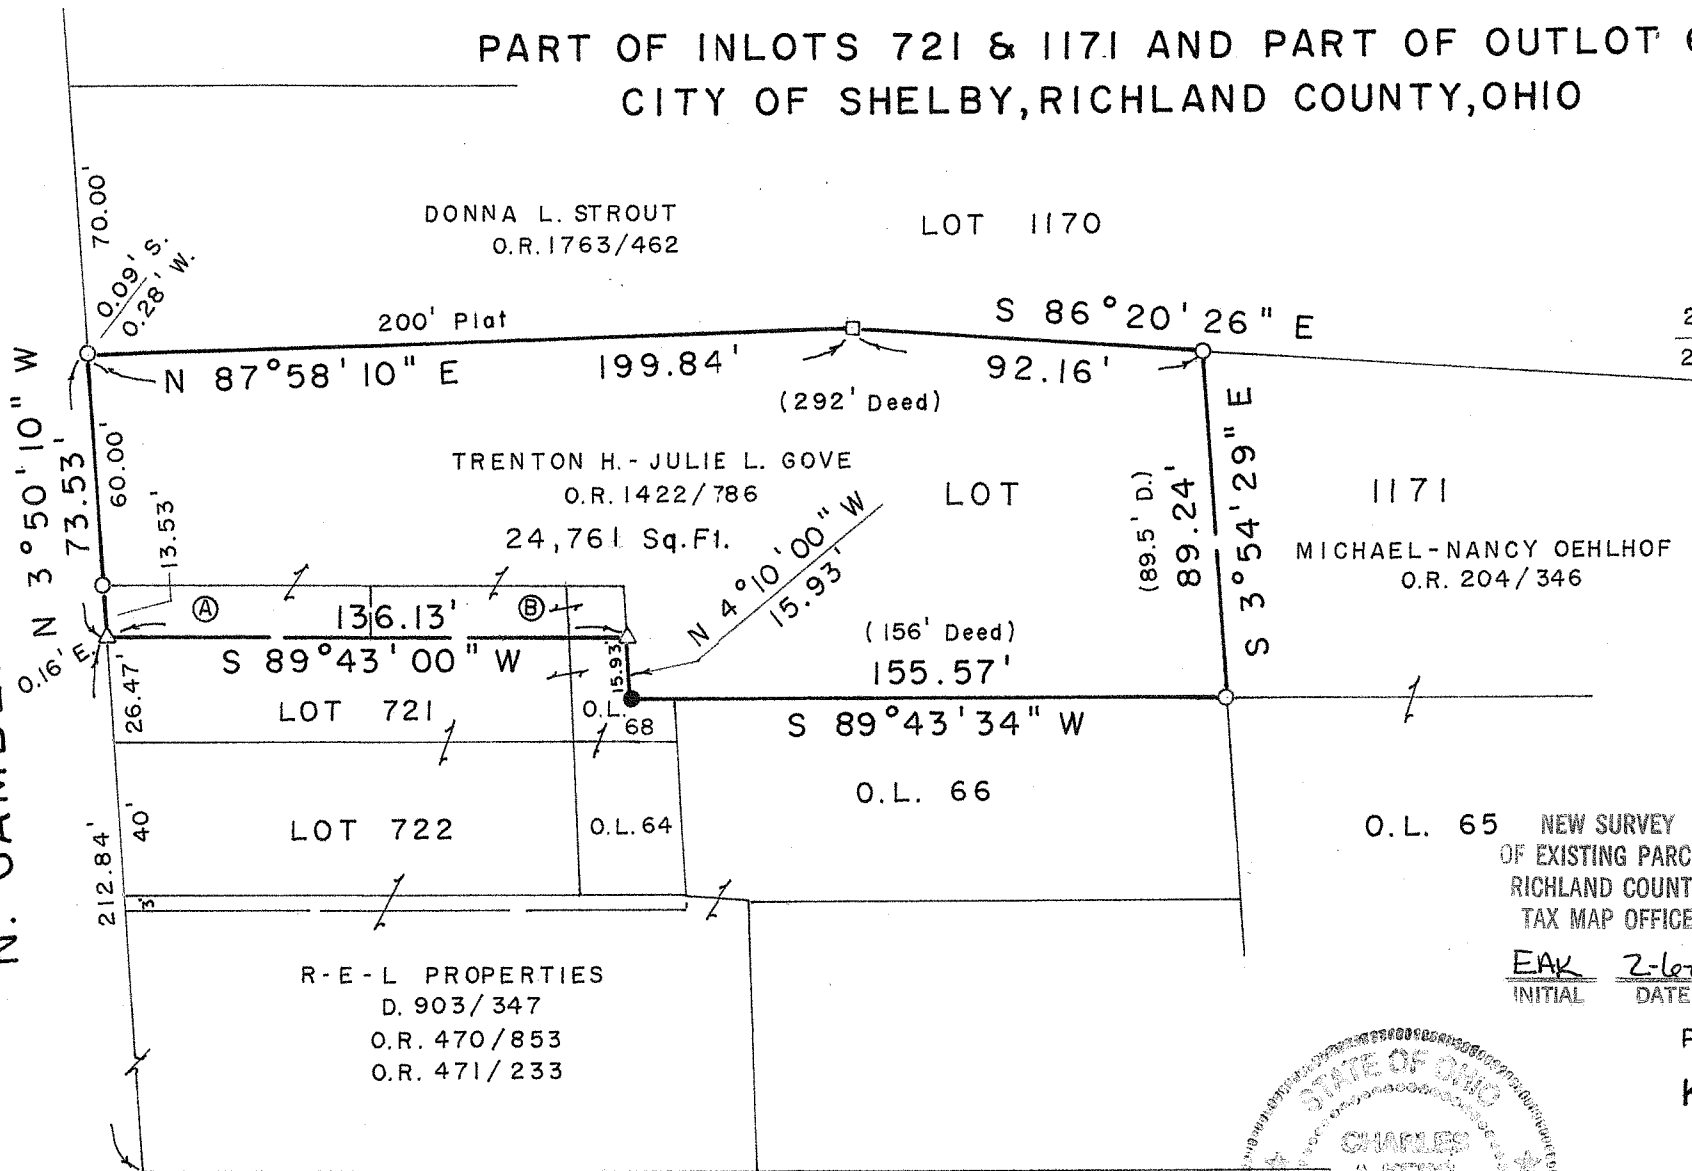 PART OF INLOTS 721 & 1171 AND PART OF OUTLOT
CITY OF SHELBY, RICHLAND COUNTY, OHIO
70.00'
DONNA L. STROUT
O.R. 1763/462
LOT 1170
0.09' S.
0.28' W.
200' Plat
S 86°20'26" E
N 87°58'10" E
199.84'
92.16'
(292' Deed)
N 3°50'10" W
73.53'
60.00'
13.53'
TRENTON H. - JULIE L. GOVE
O.R. 1422/786
24,761 Sq.Ft.
LOT
1171
N 4°10'00" W
15.93'
(89.5' D.)
89.24'
S 3°54'29" E
MICHAEL-NANCY OEHLHOF
O.R. 204/346
A
136.13'
B
S 89°43'00" W
0.16' E.
15.93'
(156' Deed)
155.57'
S 89°43'34" W
26.47'
LOT 721
O.L.
68
O.L. 66
LOT 722
O.L. 64
40'
212.84'
3'
O.L. 65
NEW SURVEY
OF EXISTING PARC
RICHLAND COUNT
TAX MAP OFFICE
EAK
INITIAL
DATE
R-E-L PROPERTIES
D. 903/347
O.R. 470/853
O.R. 471/233
STATE OF OHIO
CHARLES